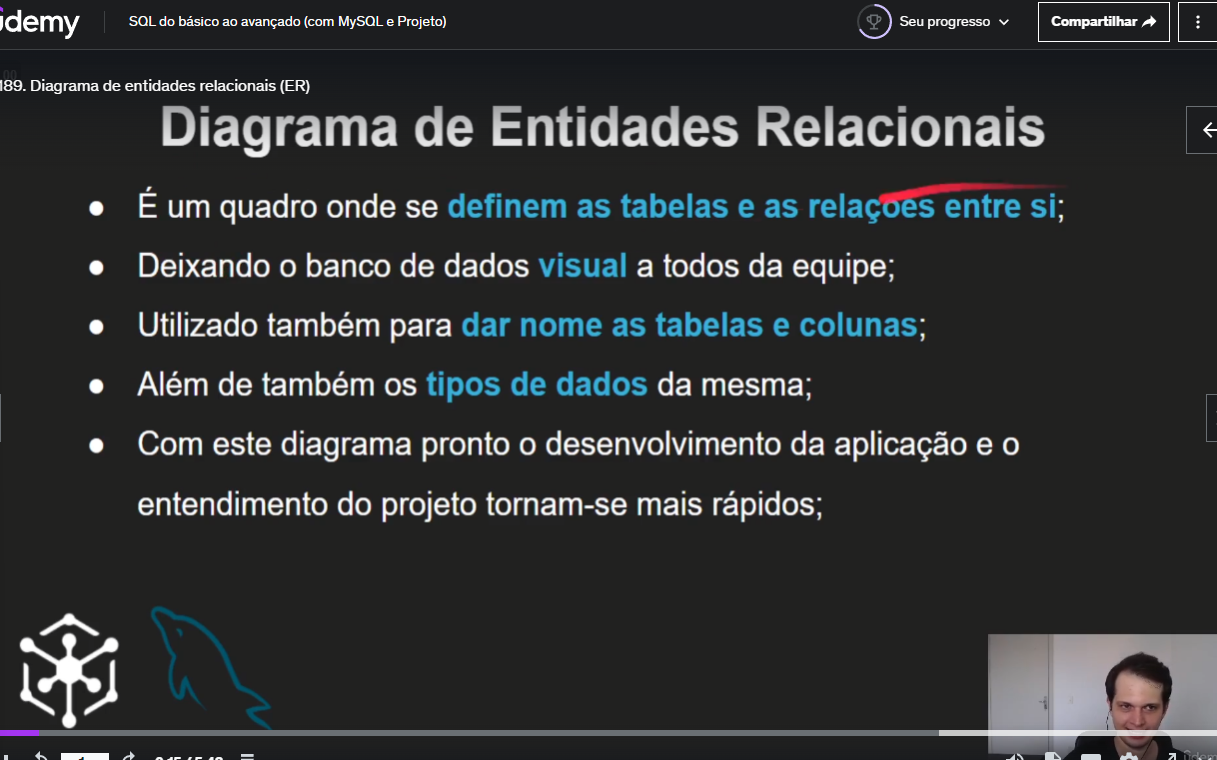 ûdemy
SQL do básico ao avançado (com MySQL e Projeto)
Seu progresso
Compartilhar
189. Diagrama de entidades relacionais (ER)
Diagrama de Entidades Relacionais
● É um quadro onde se definem as tabelas e as relações entre si;
● Deixando o banco de dados visual a todos da equipe;
● Utilizado também para dar nome as tabelas e colunas;
● Além de também os tipos de dados da mesma;
● Com este diagrama pronto o desenvolvimento da aplicação e o
entendimento do projeto tornam-se mais rápidos;